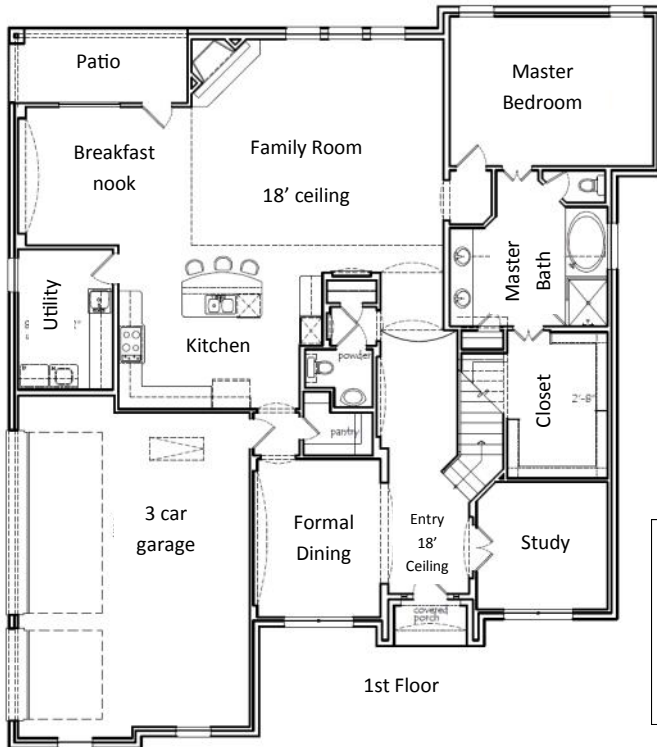 Patio
Master
Bedroom
Breakfast
nook
Family Room
18’ ceiling
Master
Bath
Utility
Kitchen
powder
Closet
2'-8"
pantry
3 car
garage
Formal
Dining
Entry
18’
Ceiling
Study
covered
porch
1st Floor